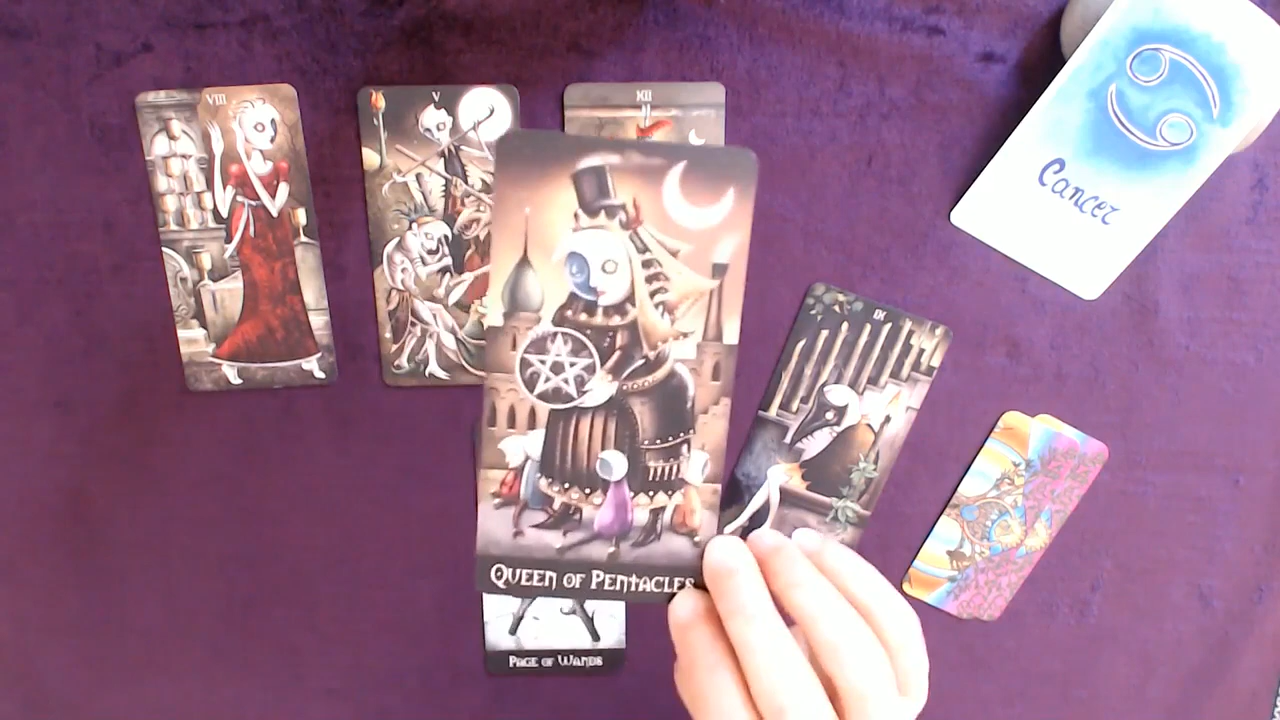 VIII
V
XII
Cancer
IX
QUEEN OF PENTACLES
PAGE OF WANDS